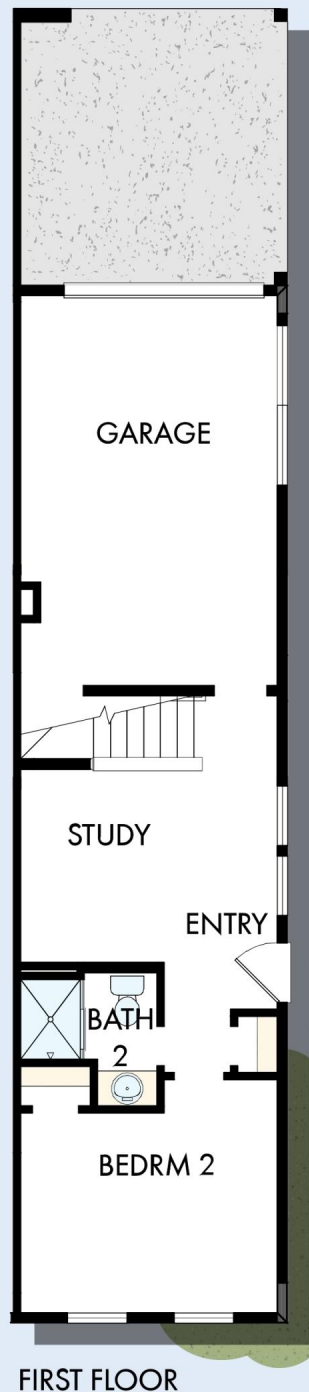 GARAGE
STUDY
ENTRY
BATH
2
BEDRM 2
FIRST FLOOR